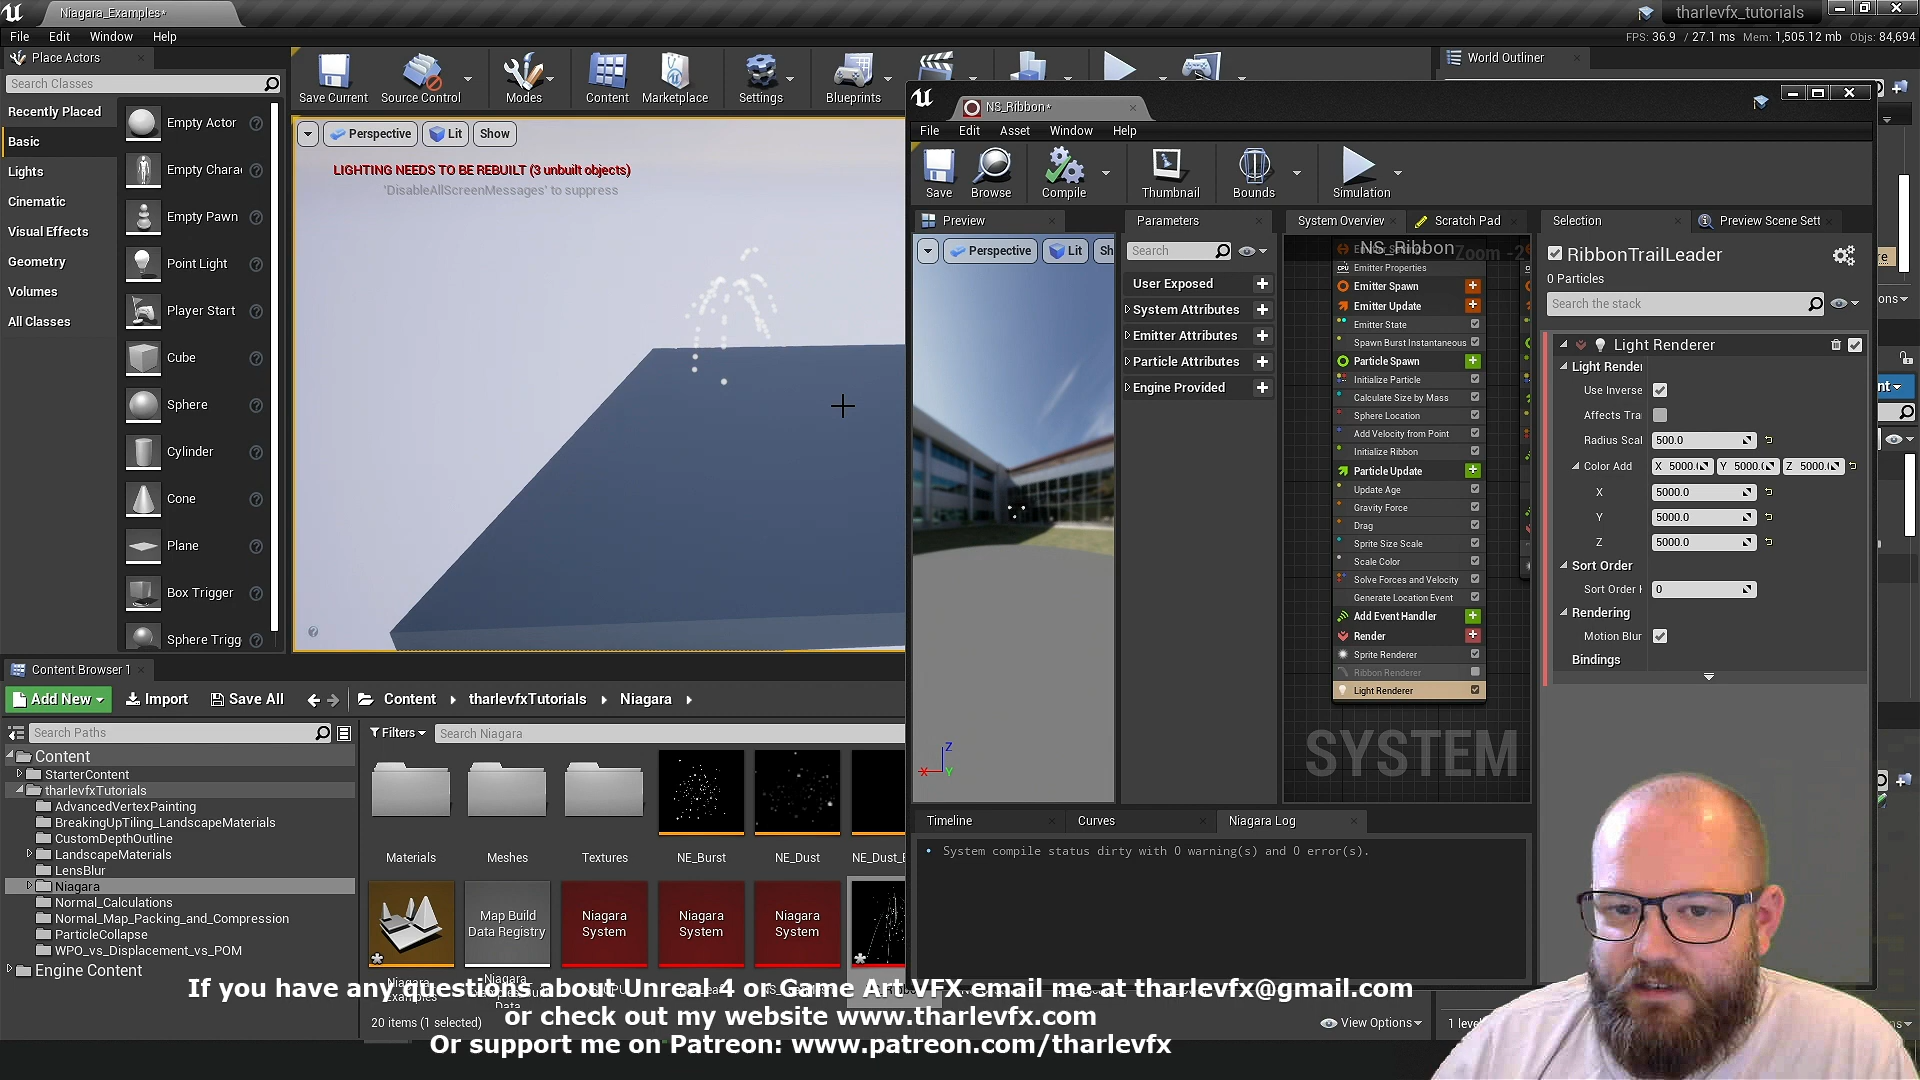 Niagara_Examples*
tharlevfx_tutorials
File Edit Window Help
FPS: 36.9 / 27.1 ms Mem: 1,505.12 mb Objs: 84,694
Place Actors
Search Classes
Recently Placed
Basic
Lights
Cinematic
Visual Effects
Geometry
Volumes
All Classes
Empty Actor
Empty Chara
Empty Pawn
Point Light
Player Start
Cube
Sphere
Cylinder
Cone
Plane
Box Trigger
Sphere Trigg
Save Current
Source Control
Modes
Content
Marketplace
Settings
Blueprints
World Outliner
Perspective Lit Show
LIGHTING NEEDS TO BE REBUILT (3 unbuilt objects)
'DisableAllScreenMessages' to suppress
NS_Ribbon*
File Edit Asset Window Help
Save
Browse
Compile
Thumbnail
Bounds
Simulation
Preview
Perspective Lit Sh
Parameters
Search
User Exposed
System Attributes
Emitter Attributes
Particle Attributes
Engine Provided
System Overview
Scratch Pad
NS_Ribbon
Zoom -2
Emitter Properties
Emitter Spawn
Emitter Update
Emitter State
Spawn Burst Instantaneous
Particle Spawn
Initialize Particle
Calculate Size by Mass
Sphere Location
Add Velocity from Point
Initialize Ribbon
Particle Update
Update Age
Gravity Force
Drag
Sprite Size Scale
Scale Color
Solve Forces and Velocity
Generate Location Event
Add Event Handler
Render
Sprite Renderer
Ribbon Renderer
Light Renderer
SYSTEM
Selection
Preview Scene Sett
RibbonTrailLeader
0 Particles
Search the stack
Light Renderer
Light Render
Use Inverse
Affects Tra
Radius Scal 500.0
Color Add X 5000.0 Y 5000.0 Z 5000.0
X 5000.0
Y 5000.0
Z 5000.0
Sort Order
Sort Order H 0
Rendering
Motion Blur
Bindings
Timeline
Curves
Niagara Log
System compile status dirty with 0 warning(s) and 0 error(s).
Content Browser 1
Add New Import Save All Content tharlevfxTutorials Niagara
Search Paths
Filters
Search Niagara
Content
StarterContent
tharlevfxTutorials
AdvancedVertexPainting
BreakingUpTiling_LandscapeMaterials
CustomDepthOutline
LandscapeMaterials
LensBlur
Niagara
Normal_Calculations
Normal_Map_Packing_and_Compression
ParticleCollapse
WPO_vs_Displacement_vs_POM
Engine Content
Materials
Meshes
Textures
NE_Burst
NE_Dust
NE_Dust_E
Map Build
Data Registry
Niagara
System
Niagara
System
Niagara
System
If you have any questions about Unreal 4 or Game Art VFX email me at tharlevfx@gmail.com
or check out my website www.tharlevfx.com
Or support me on Patreon: www.patreon.com/tharlevfx
20 items (1 selected)
View Options